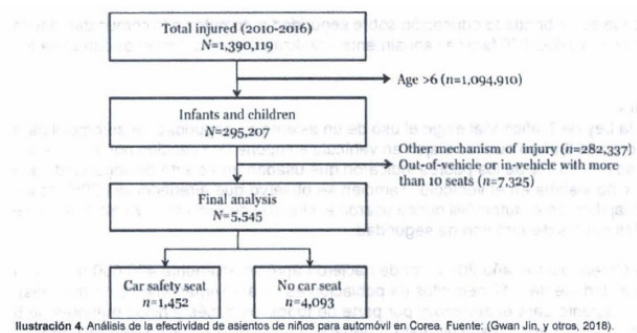 Total injured (2010-2016)
N=1,390,119
Age >6 (n=1,094,910)
Infants and children
N=295,207
Other mechanism of injury (n=282,337)
Out-of-vehicle or in-vehicle with more
than 10 seats (n=7,325)
Final analysis
N=5,545
Car safety seat
n=1,452
No car seat
n=4,093
Ilustración 4. Análisis de la efectividad de asientos de niños para automóvil en Corea. Fuente: (Gwan Jin, y otros, 2018).